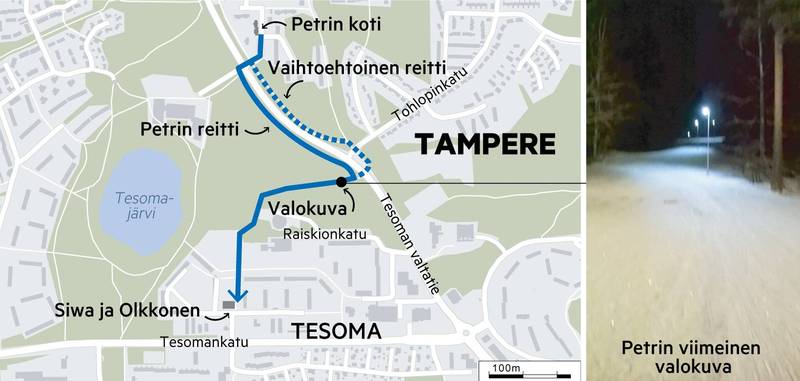 Petrin koti
Vaihtoehtoinen reitti
Tohlopinkatu
Petrin reitti
TAMPERE
Tesoma-
järvi
Valokuva
Raiskionkatu
Tesoman valtatie
Siwa ja Olkkonen
TESOMA
Tesomankatu
100m
Petrin viimeinen
valokuva